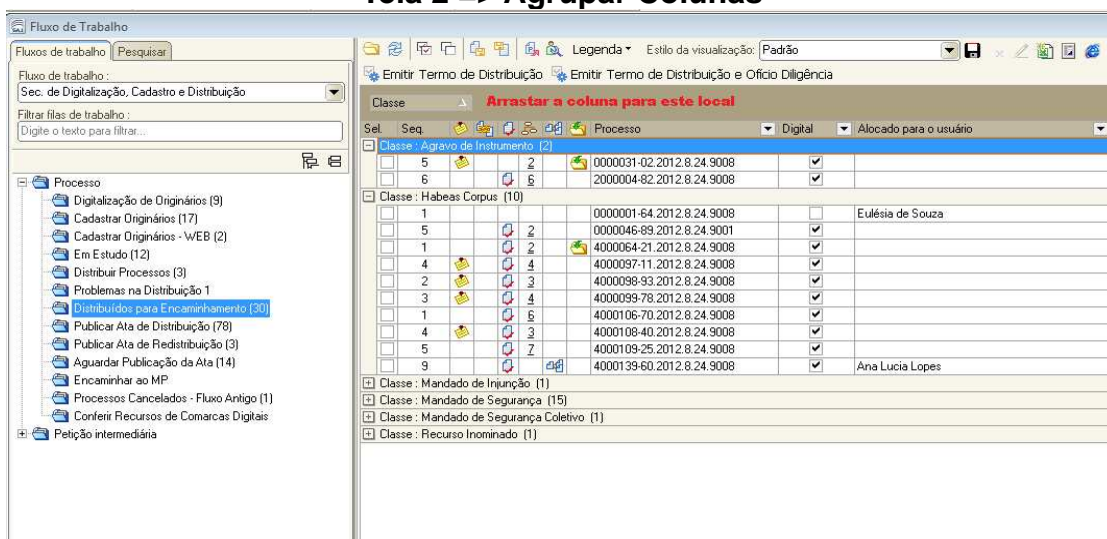 Tela 2 => Agrupar Colunas
Fluxo de Trabalho
Fluxos de trabalho Pesquisar
Fluxo de trabalho :
Sec. de Digitalização, Cadastro e Distribuição
Filtrar filas de trabalho :
Digite o texto para filtrar...
Processo
Digitalização de Originários (9)
Cadastrar Originários (17)
Cadastrar Originários - WEB (2)
Em Estudo (12)
Distribuir Processos (3)
Problemas na Distribuição 1
Distribuídos para Encaminhamento (30)
Publicar Ata de Distribuição (78)
Publicar Ata de Redistribuição (3)
Aguardar Publicação da Ata (14)
Encaminhar ao MP
Processos Cancelados - Fluxo Antigo (1)
Conferir Recursos de Comarcas Digitais
Petição intermediária
Legenda Estilo da visualização: Padrão
Emitir Termo de Distribuição Emitir Termo de Distribuição e Ofício Diligência
Classe Arrastar a coluna para este local
Sel. Seq. Processo Digital Alocado para o usuário
Classe : Agravo de Instrumento (2)
5 2 0000031-02.2012.8.24.9008
6 6 2000004-82.2012.8.24.9008
Classe : Habeas Corpus (10)
1 0000001-64.2012.8.24.9008 Eulésia de Souza
5 2 0000046-89.2012.8.24.9001
1 2 4000064-21.2012.8.24.9008
4 4 4000097-11.2012.8.24.9008
2 3 4000098-93.2012.8.24.9008
3 4 4000099-78.2012.8.24.9008
1 6 4000106-70.2012.8.24.9008
4 3 4000108-40.2012.8.24.9008
5 7 4000109-25.2012.8.24.9008
9 4000139-60.2012.8.24.9008 Ana Lucia Lopes
Classe : Mandado de Injunção (1)
Classe : Mandado de Segurança (15)
Classe : Mandado de Segurança Coletivo (1)
Classe : Recurso Inominado (1)